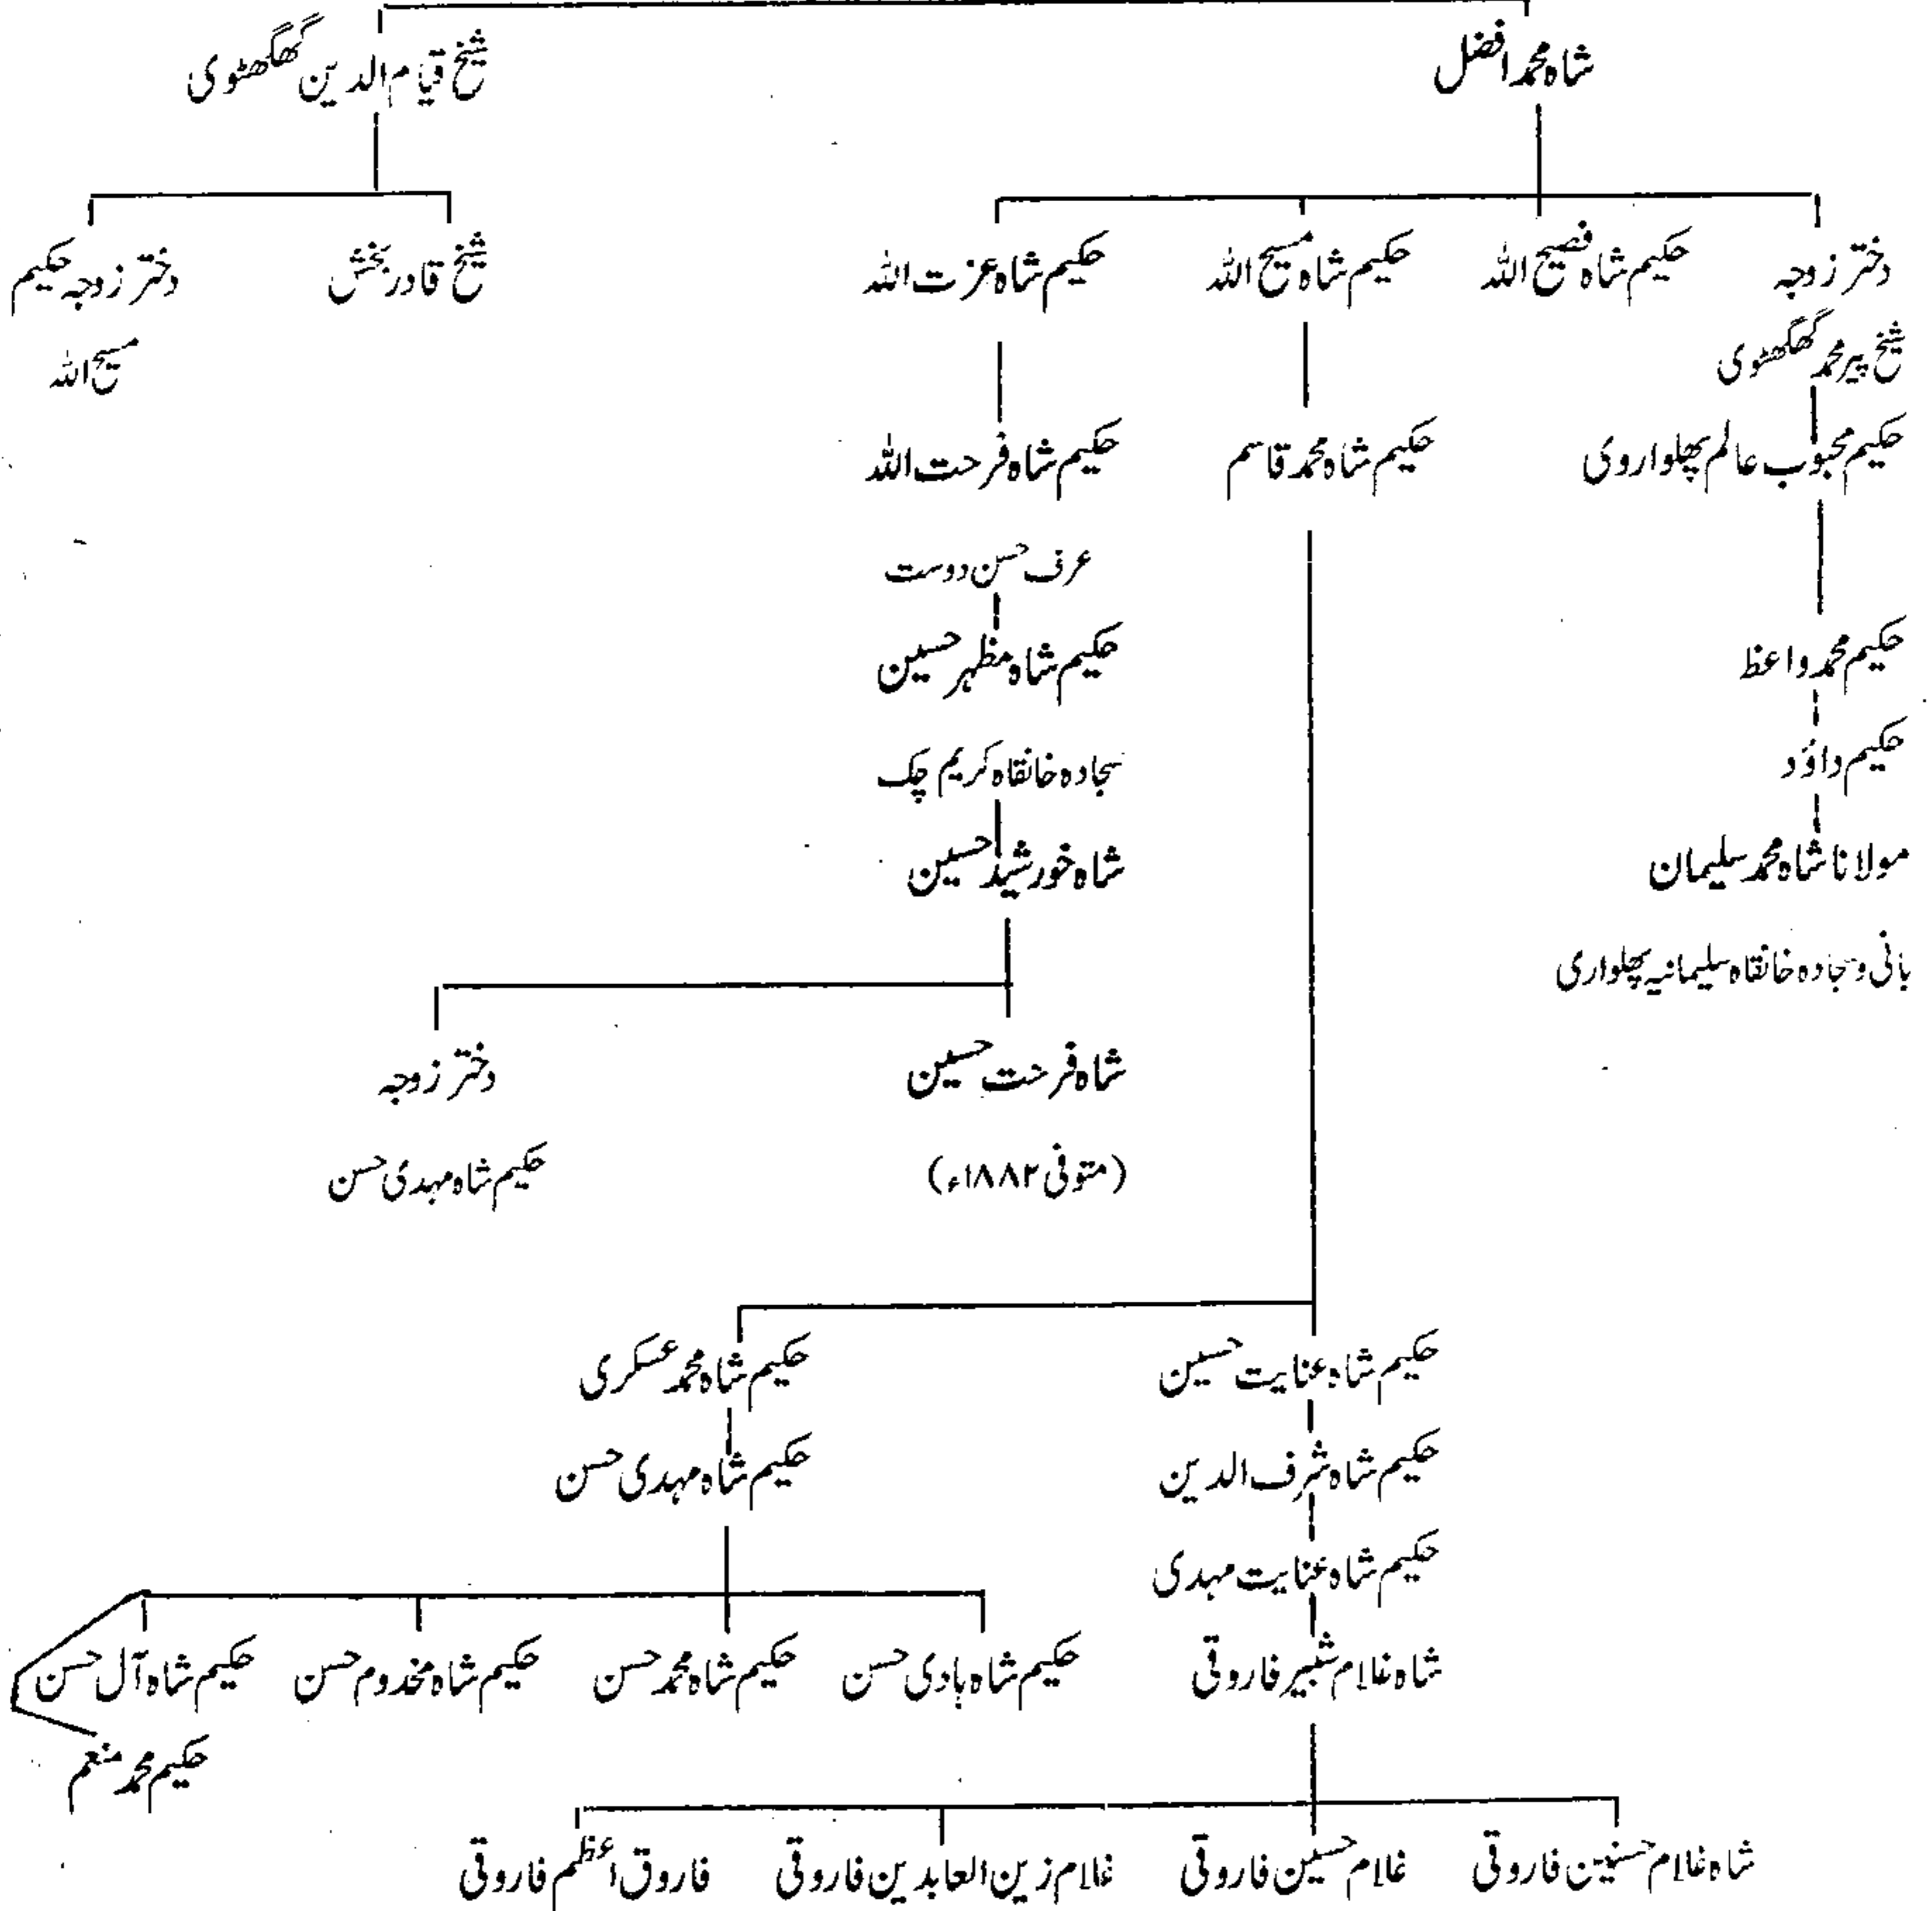 شاہ محمد افضل
شیخ قیام الدین گھگھٹوی
دختر زوجہ
شیخ پیر محمد گھگھٹوی
حکیم شاہ فصیح اللہ
حکیم شاہ مسیح اللہ
حکیم شاہ عزت اللہ
شیخ قادر بخش
دختر زوجہ حکیم
مسیح اللہ
حکیم محبوب عالم پھلواروی
حکیم شاہ محمد قاسم
حکیم شاہ فرحت اللہ
عرف حسن دوست
حکیم محمد واعظ
حکیم شاہ مظہر حسین
حکیم داؤد
سجادہ خانقاہ کریم چک
مولانا شاہ محمد سلیمان
شاہ خورشید حسین
بانی و سجادہ خانقاہ سلیمانیہ پھلواری
شاہ فرحت حسین
(متوفی ۱۸۸۲ء)
دختر زوجہ
حکیم شاہ مہدی حسن
حکیم شاہ عنایت حسین
حکیم شاہ محمد عسکری
حکیم شاہ شرف الدین
حکیم شاہ مہدی حسن
حکیم شاہ عنایت مہدی
شاہ غلام شبیر فاروقی
حکیم شاہ ہادی حسن
حکیم شاہ محمد حسن
حکیم شاہ مخدوم حسن
حکیم شاہ آل حسن
حکیم محمد منعم
شاہ غلام حسنین فاروقی
غلام حسین فاروقی
غلام زین العابدین فاروقی
فاروق اعظم فاروقی